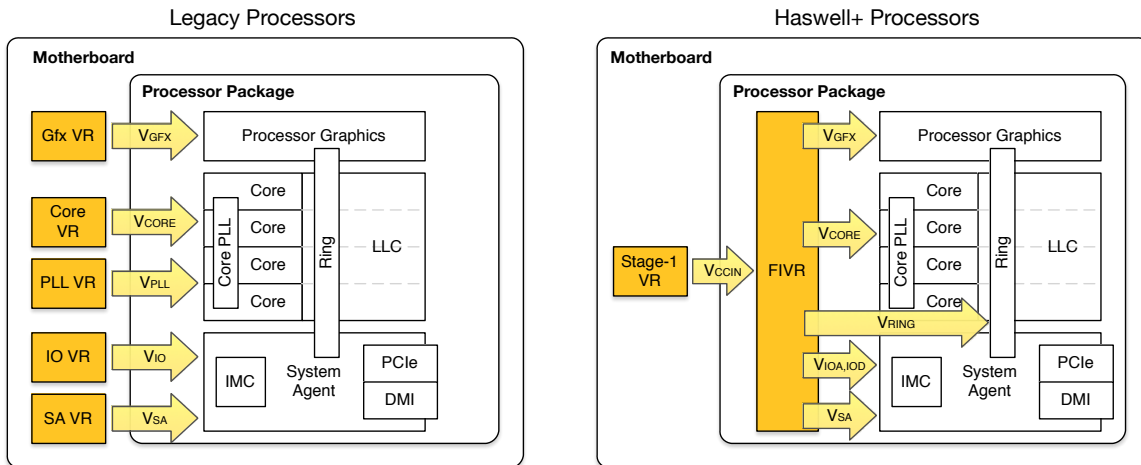 Legacy Processors
Motherboard
Processor Package
Gfx VR
VGFX
Processor Graphics
Core
VR
VCORE
Core PLL
Core
Core
Core
Core
Ring
LLC
PLL VR
VPLL
IO VR
VIO
IMC
System
Agent
PCIe
DMI
SA VR
VSA
Haswell+ Processors
Motherboard
Processor Package
Stage-1
VR
VCCIN
FIVR
VGFX
Processor Graphics
VCORE
Core PLL
Core
Core
Core
Core
Ring
LLC
VRING
VIOA,IOD
IMC
System
Agent
PCIe
DMI
VSA